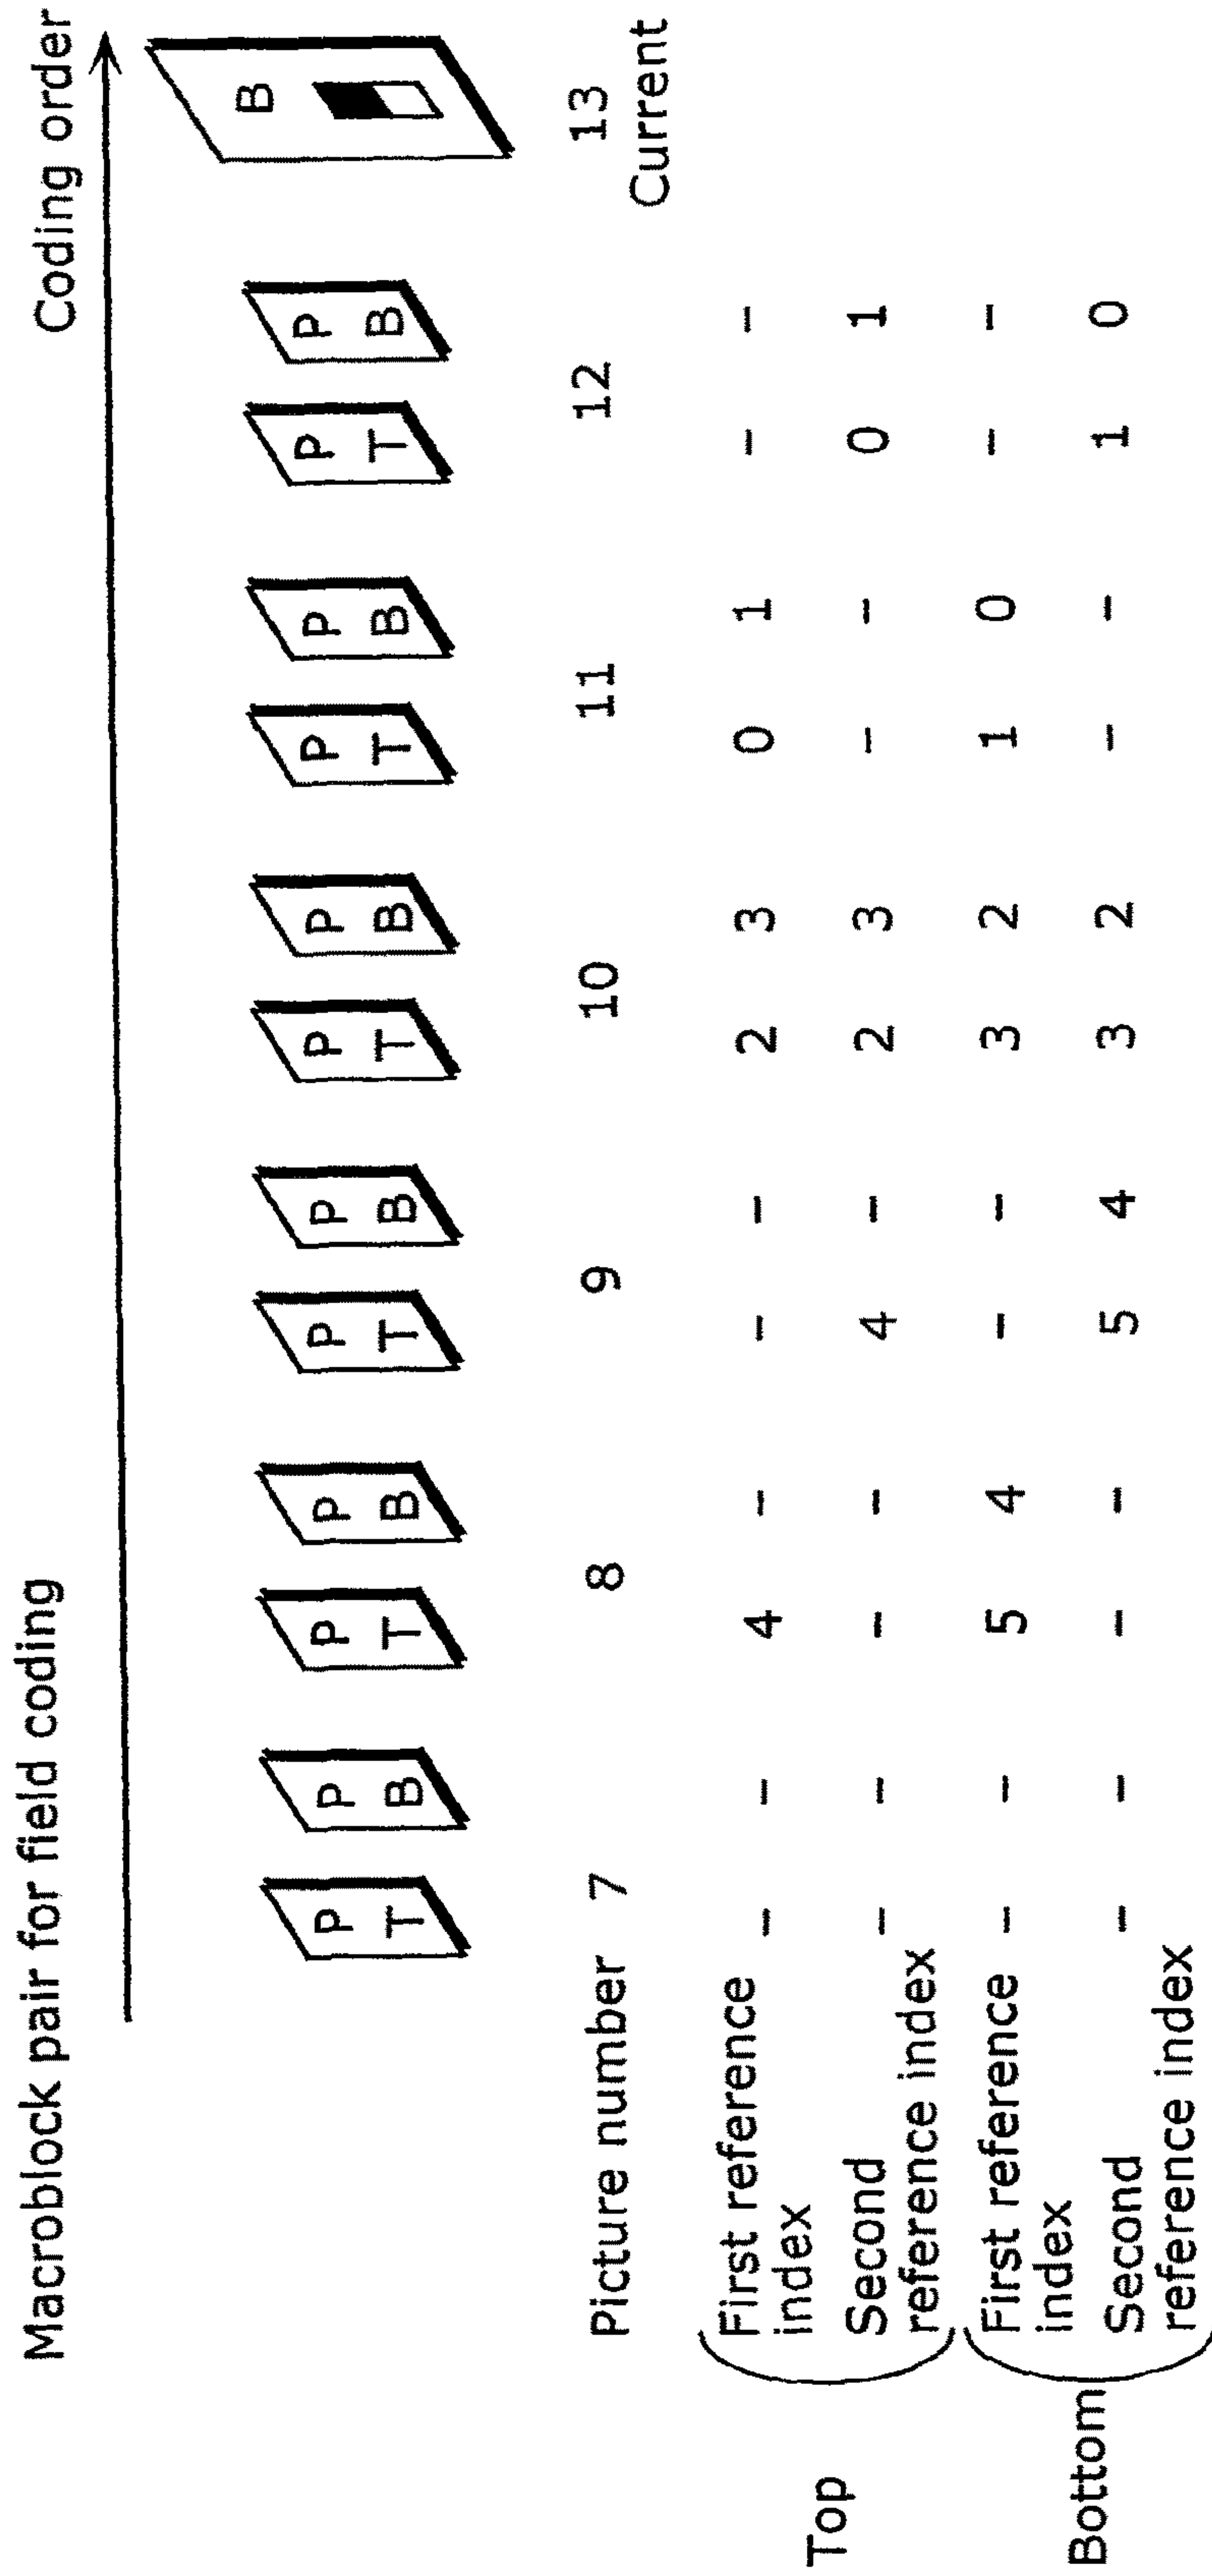 Macroblock pair for field coding
Coding order
P P P P P P P P P P P P B
T B T B T B T B T B T B
Picture number 7 8 9 10 11 12 13
Current
Top
First reference index - - 4 - - - 2 3 0 1 - -
Second reference index - - - - 4 - 2 3 - - 0 1
Bottom
First reference index - - 5 4 - - 3 2 1 0 - -
Second reference index - - - - 5 4 3 2 - - 1 0